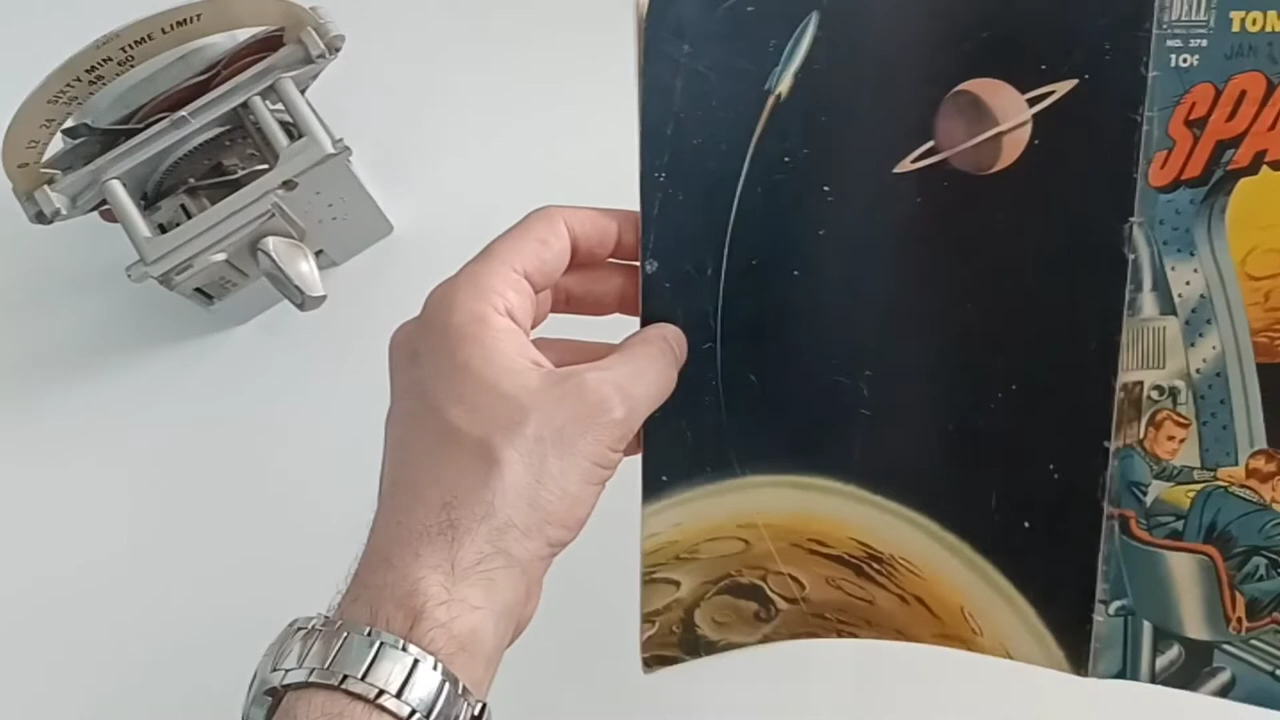 SIXTY MIN TIME LIMIT
0 12 24 36 48 60
DELL
NO. 378
10¢
TOM
JAN
SPA